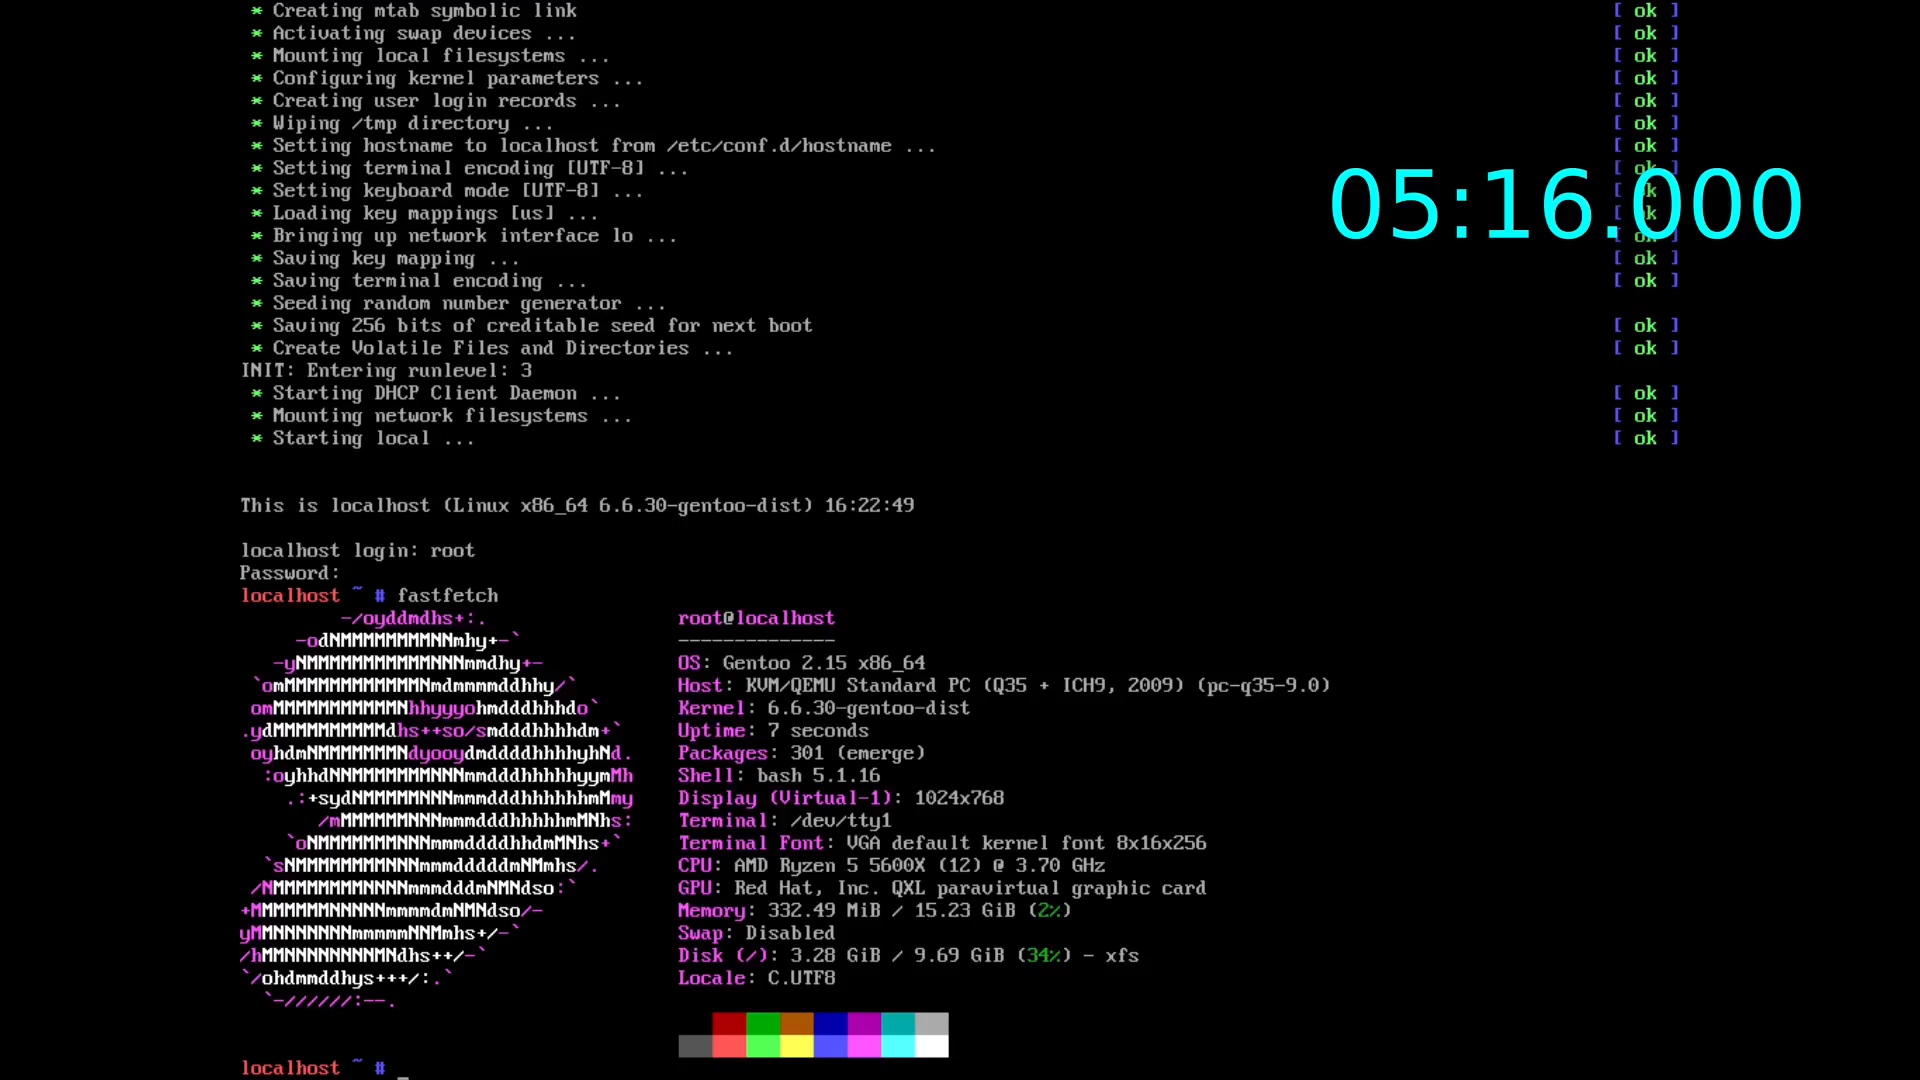 * Creating mtab symbolic link [ ok ]
* Activating swap devices ... [ ok ]
* Mounting local filesystems ... [ ok ]
* Configuring kernel parameters ... [ ok ]
* Creating user login records ... [ ok ]
* Wiping /tmp directory ... [ ok ]
* Setting hostname to localhost from /etc/conf.d/hostname ... [ ok ]
* Setting terminal encoding [UTF-8] ... [ ok ]
* Setting keyboard mode [UTF-8] ... [ ok ]
05:16.000
* Loading key mappings [us] ... [ ok ]
* Bringing up network interface lo ... [ ok ]
* Saving key mapping ... [ ok ]
* Saving terminal encoding ... [ ok ]
* Seeding random number generator ...
* Saving 256 bits of creditable seed for next boot [ ok ]
* Create Volatile Files and Directories ... [ ok ]
INIT: Entering runlevel: 3
* Starting DHCP Client Daemon ... [ ok ]
* Mounting network filesystems ... [ ok ]
* Starting local ... [ ok ]
This is localhost (Linux x86_64 6.6.30-gentoo-dist) 16:22:49
localhost login: root
Password:
localhost ~ # fastfetch
root@localhost
--------------
OS: Gentoo 2.15 x86_64
Host: KVM/QEMU Standard PC (Q35 + ICH9, 2009) (pc-q35-9.0)
Kernel: 6.6.30-gentoo-dist
Uptime: 7 seconds
Packages: 301 (emerge)
Shell: bash 5.1.16
Display (Virtual-1): 1024x768
Terminal: /dev/tty1
Terminal Font: VGA default kernel font 8x16x256
CPU: AMD Ryzen 5 5600X (12) @ 3.70 GHz
GPU: Red Hat, Inc. QXL paravirtual graphic card
Memory: 332.49 MiB / 15.23 GiB (2%)
Swap: Disabled
Disk (/): 3.28 GiB / 9.69 GiB (34%) - xfs
Locale: C.UTF8
localhost ~ # _